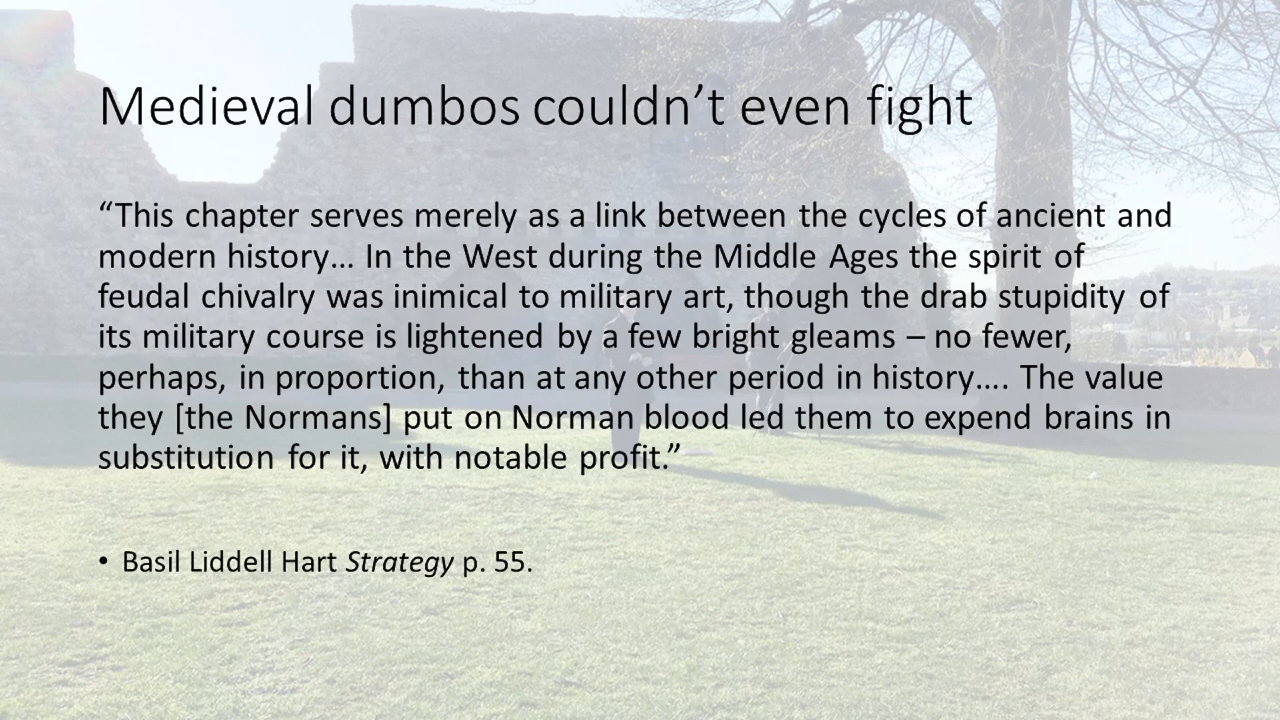 Medieval dumbos couldn’t even fight
“This chapter serves merely as a link between the cycles of ancient and
modern history… In the West during the Middle Ages the spirit of
feudal chivalry was inimical to military art, though the drab stupidity of
its military course is lightened by a few bright gleams – no fewer,
perhaps, in proportion, than at any other period in history…. The value
they [the Normans] put on Norman blood led them to expend brains in
substitution for it, with notable profit.”
• Basil Liddell Hart Strategy p. 55.